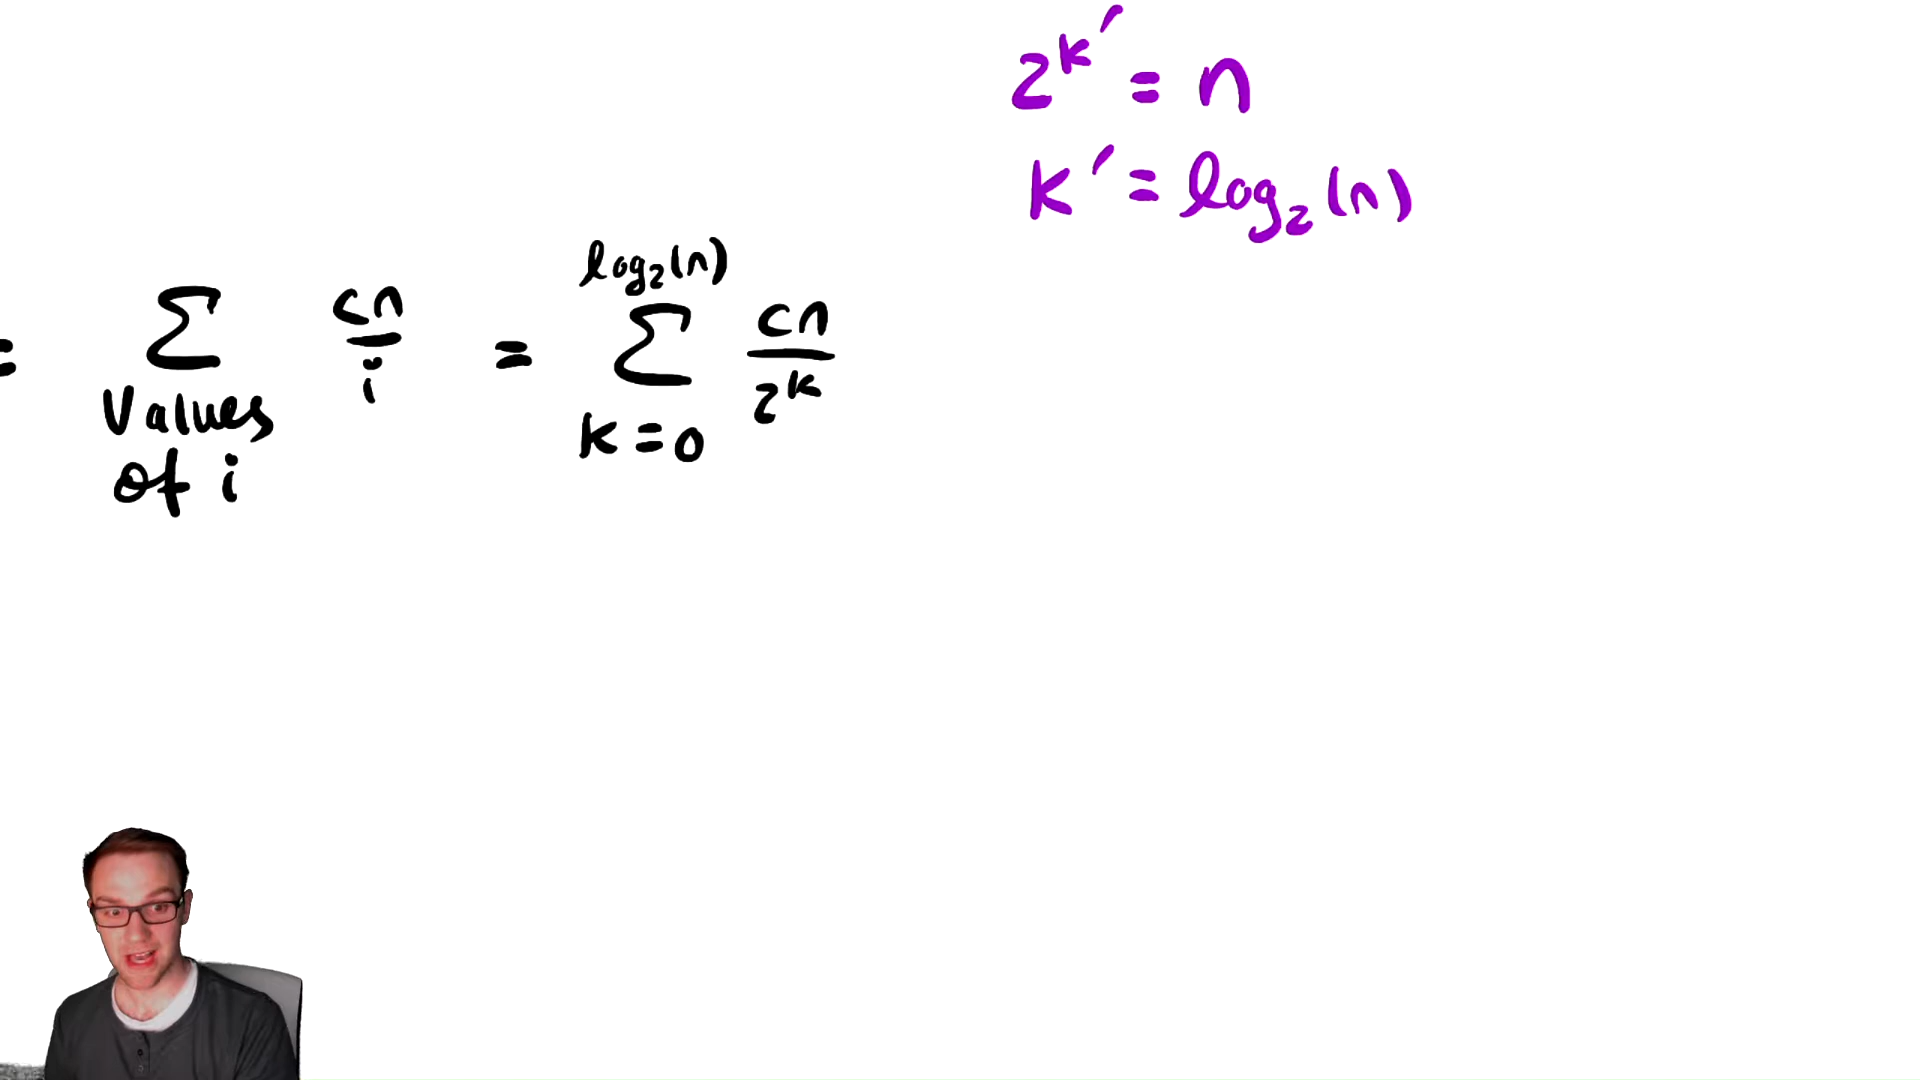 2^k' = n
k' = log₂(n)
= Σ cn/i = Σ cn/2^k
Values of i
log₂(n)
k = 0